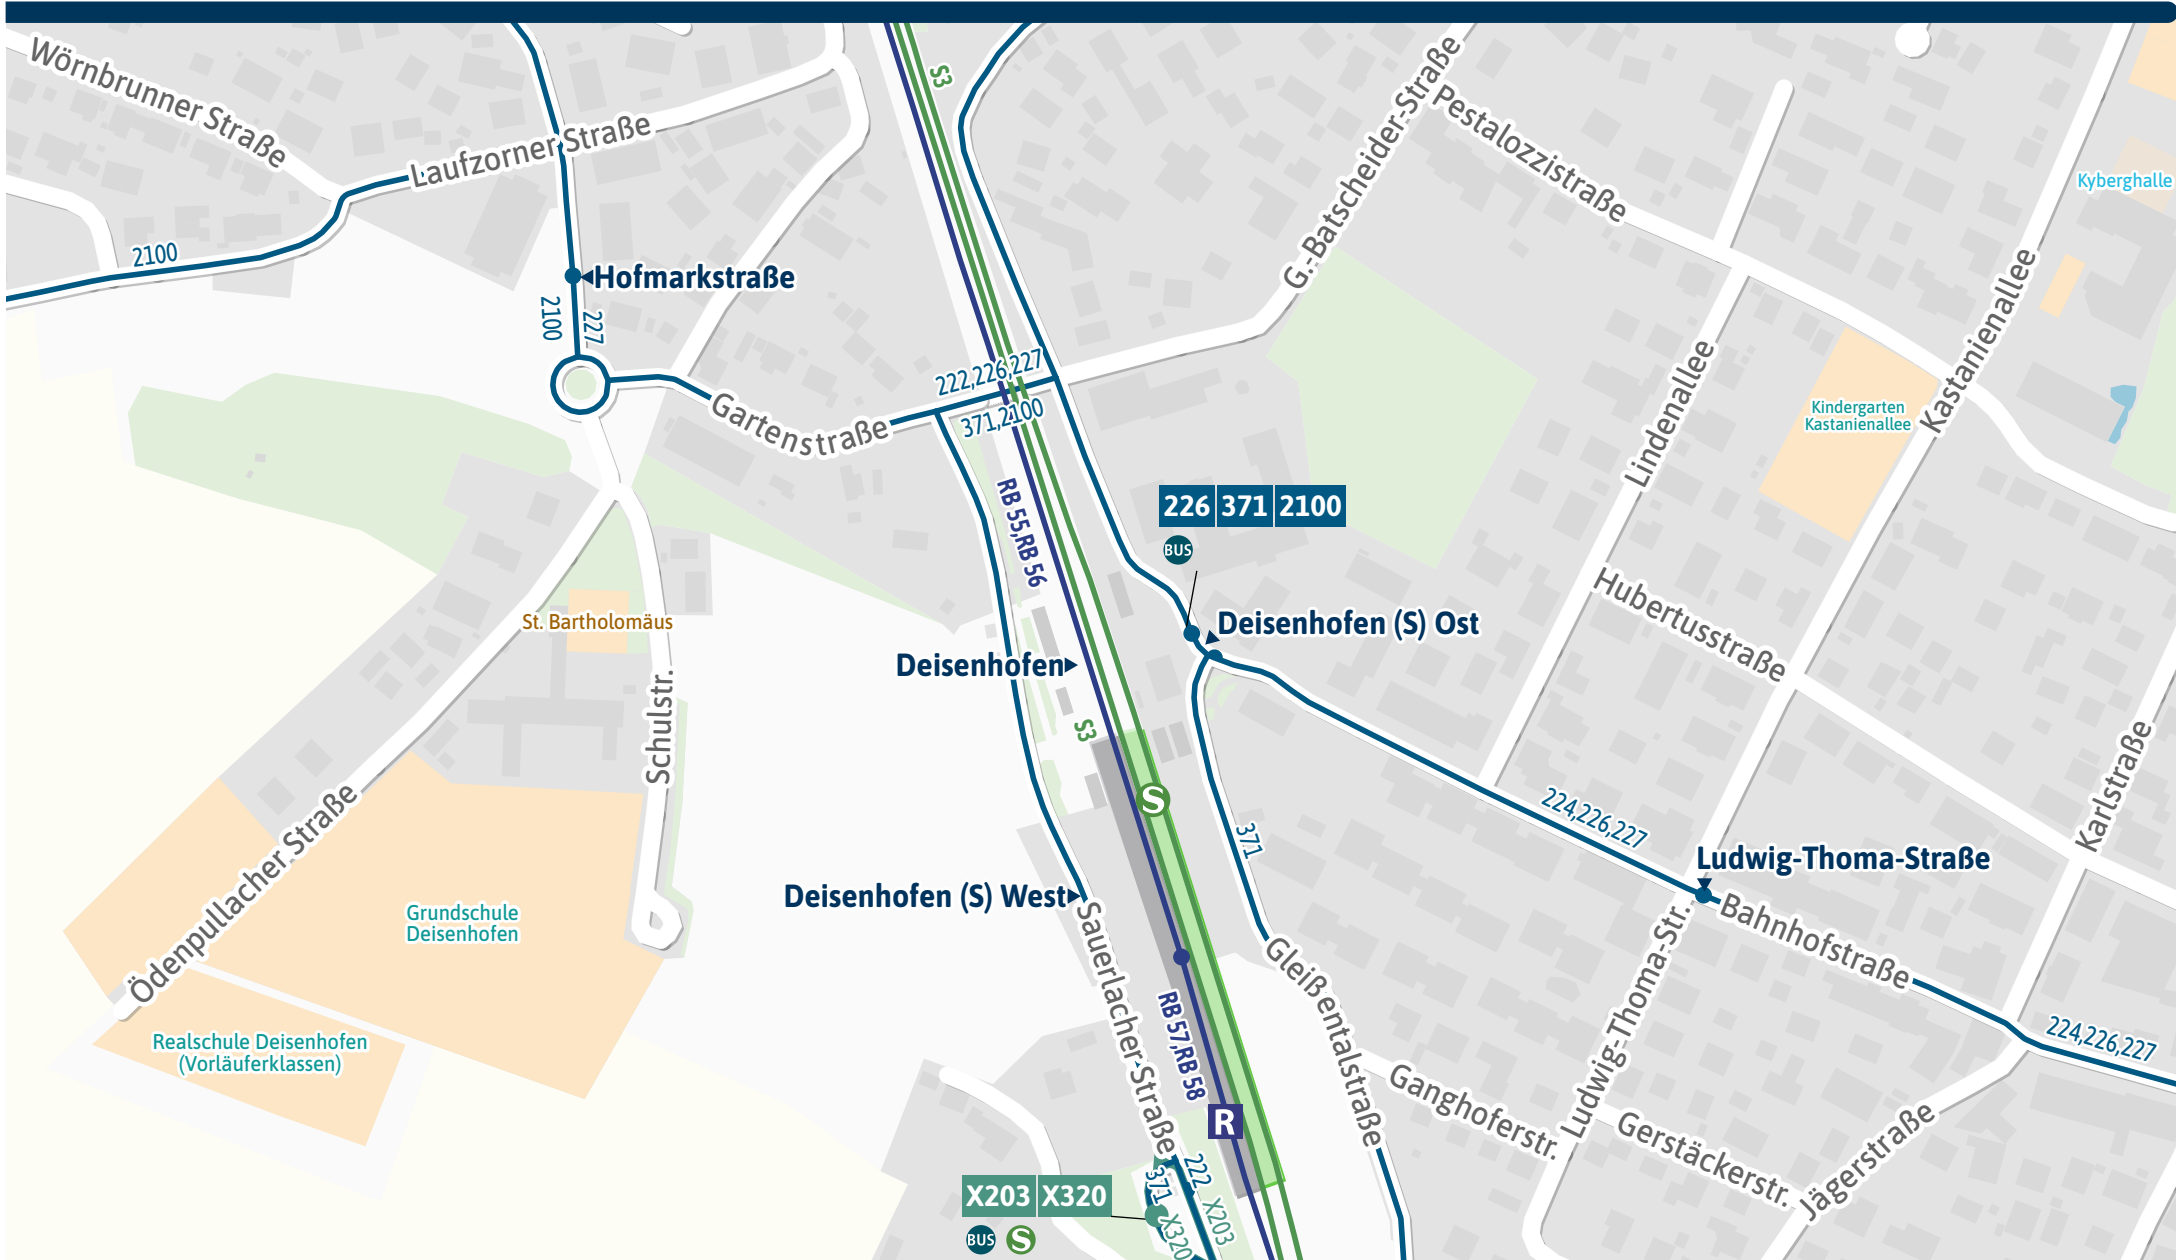 S3
Wörnbrunner Straße
Laufzorner Straße
G.-Batscheider-Straße
Pestalozzistraße
Kyberghalle
2100
Hofmarkstraße
2100
227
Kastanienallee
Lindenallee
222,226,227
371,2100
Gartenstraße
Kindergarten
Kastanienallee
RB 55,RB 56
226 371 2100
BUS
Hubertusstraße
St. Bartholomäus
Deisenhofen (S) Ost
Deisenhofen
Schulstr.
S3
S
Karlstraße
224,226,227
371
Ludwig-Thoma-Straße
Deisenhofen (S) West
Ödenpullacher Straße
Grundschule
Deisenhofen
Sauerlacher Straße
Gleißentalstraße
Ludwig-Thoma-Str.
Bahnhofstraße
224,226,227
Realschule Deisenhofen
(Vorläuferklassen)
RB 57,RB 58
R
Ganghoferstr.
Gerstäckerstr.
Jägerstraße
X203 X320
BUS S
371
222
X320
X203